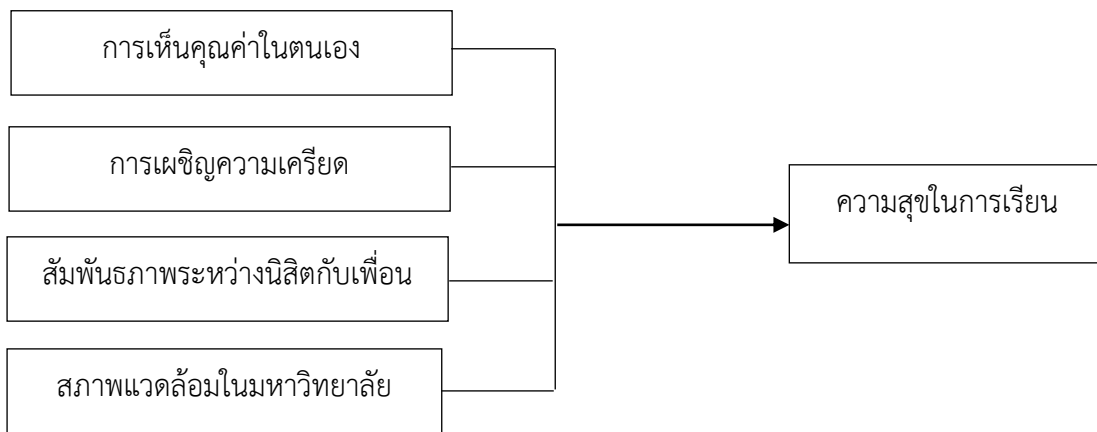 การเห็นคุณค่าในตนเอง
การเผชิญความเครียด
ความสุขในการเรียน
สัมพันธภาพระหว่างนิสิตกับเพื่อน
สภาพแวดล้อมในมหาวิทยาลัย